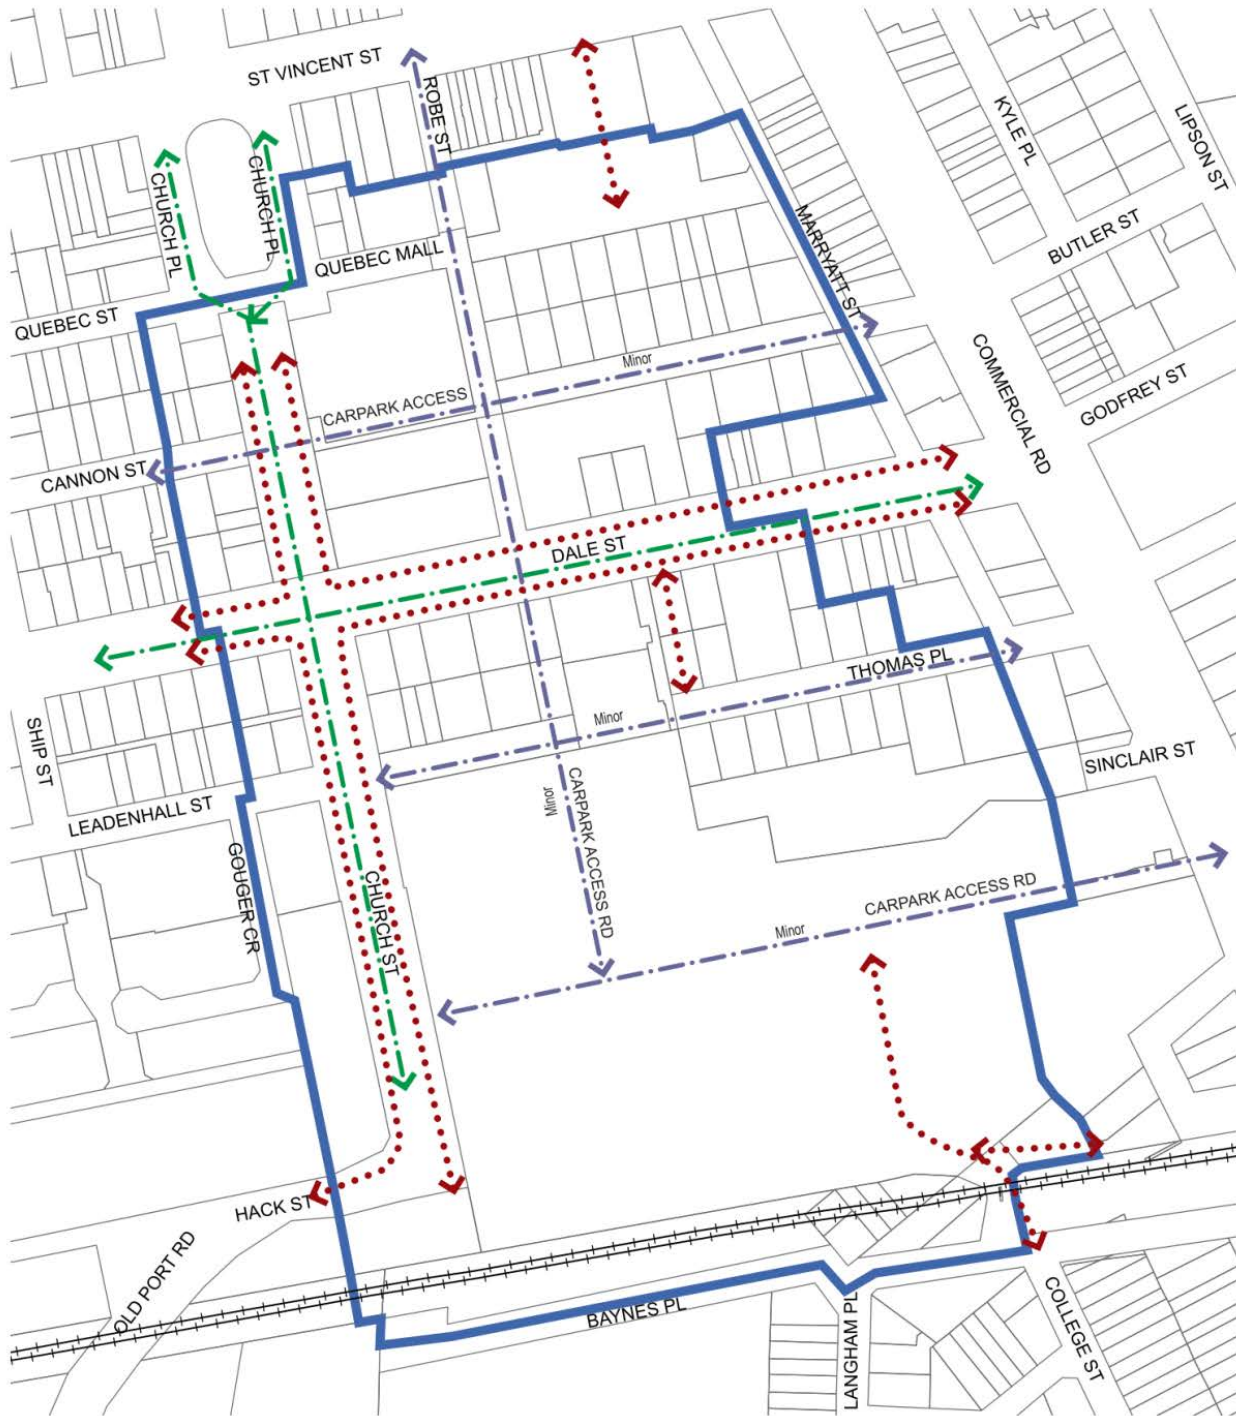 ST VINCENT ST
ROBE ST
KYLE PL
LIPSON ST
CHURCH PL
CHURCH PL
MARRYATT ST
BUTLER ST
QUEBEC MALL
QUEBEC ST
COMMERCIAL RD
Minor
GODFREY ST
CARPARK ACCESS
CANNON ST
DALE ST
THOMAS PL
Minor
SHIP ST
SINCLAIR ST
LEADENHALL ST
CARPARK ACCESS RD
Minor
GOUGER CR
CHURCH ST
CARPARK ACCESS RD
Minor
HACK ST
OLD PORT RD
BAYNES PL
LANGHAM PL
COLLEGE ST